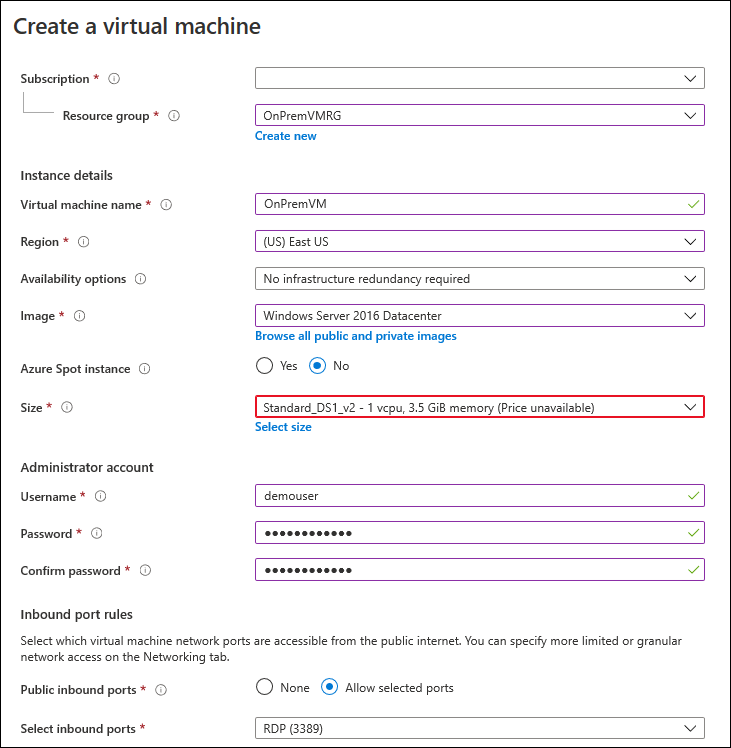 Create a virtual machine
Subscription *
Resource group *
OnPremVMRG
Create new
Instance details
Virtual machine name *
OnPremVM
Region *
(US) East US
Availability options
No infrastructure redundancy required
Image *
Windows Server 2016 Datacenter
Browse all public and private images
Azure Spot instance
Yes No
Size *
Standard_DS1_v2 - 1 vcpu, 3.5 GiB memory (Price unavailable)
Select size
Administrator account
Username *
demouser
Password *
••••••••••••
Confirm password *
••••••••••••
Inbound port rules
Select which virtual machine network ports are accessible from the public internet. You can specify more limited or granular
network access on the Networking tab.
Public inbound ports *
None Allow selected ports
Select inbound ports *
RDP (3389)